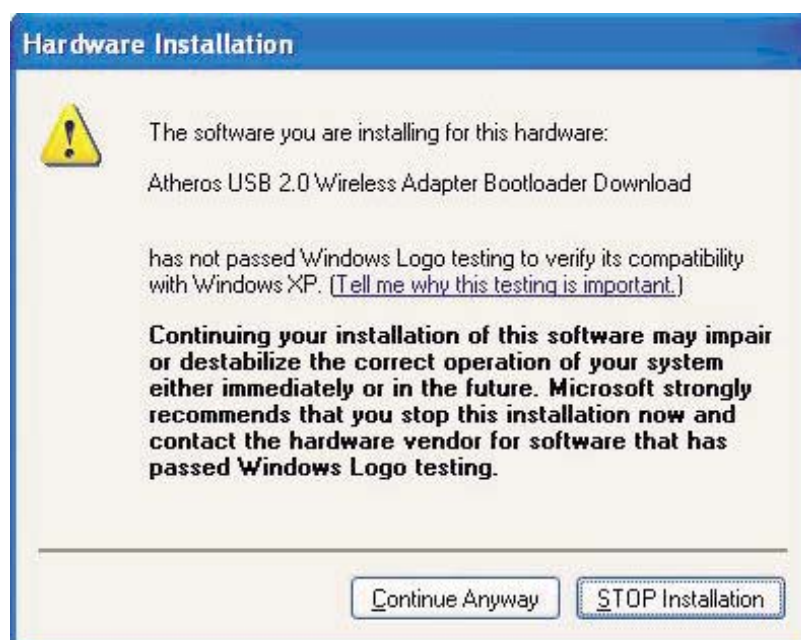 Hardware Installation
The software you are installing for this hardware:
Atheros USB 2.0 Wireless Adapter Bootloader Download
has not passed Windows Logo testing to verify its compatibility
with Windows XP. (Tell me why this testing is important.)
Continuing your installation of this software may impair
or destabilize the correct operation of your system
either immediately or in the future. Microsoft strongly
recommends that you stop this installation now and
contact the hardware vendor for software that has
passed Windows Logo testing.
Continue Anyway STOP Installation